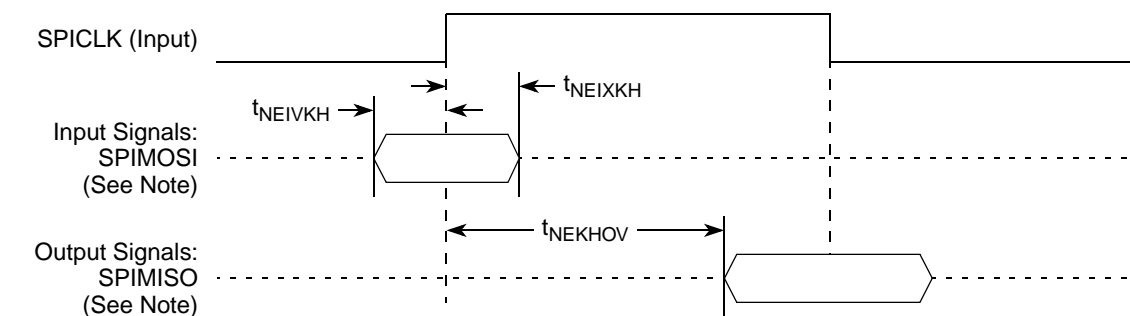 SPICLK (Input)
tNEIXKH
tNEIVKH
Input Signals:
SPIMOSI
(See Note)
tNEKHOV
Output Signals:
SPIMISO
(See Note)